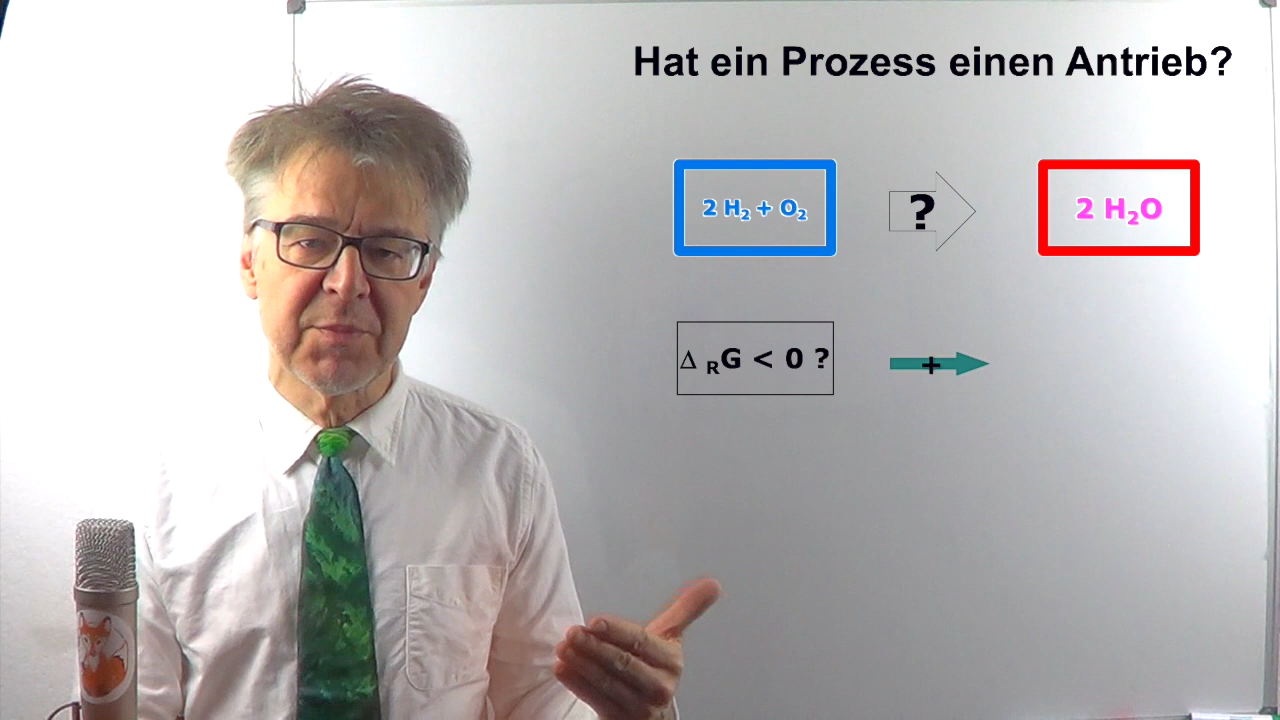 Hat ein Prozess einen Antrieb?
2 H₂ + O₂
?
2 H₂O
Δ RG < 0 ?
+